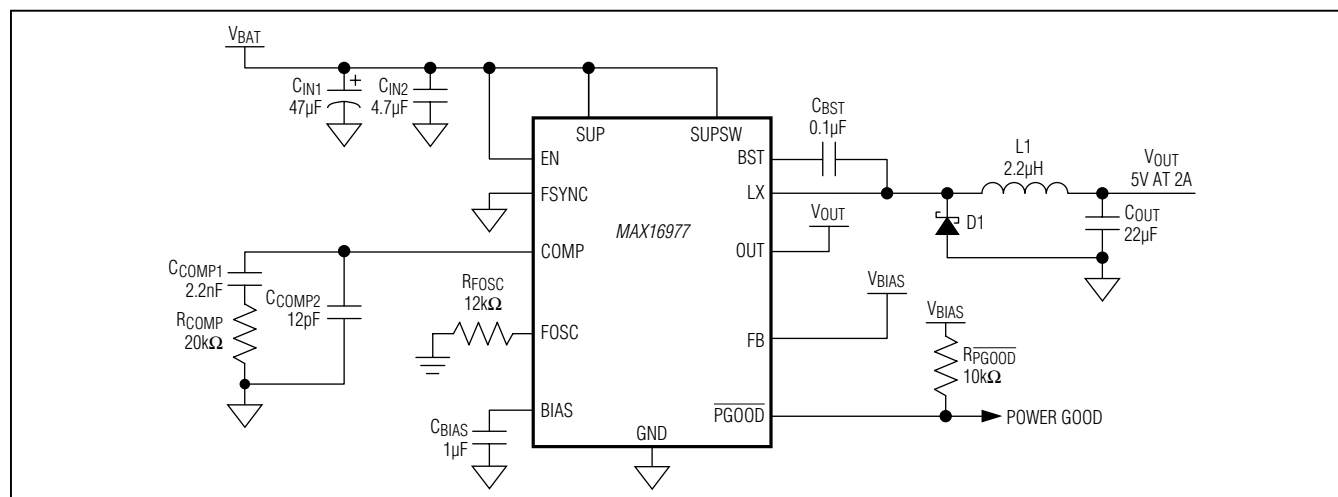 VBAT
CIN1
47µF
+
CIN2
4.7µF
SUP
SUPSW
EN
FSYNC
COMP
FOSC
BIAS
GND
MAX16977
BST
LX
OUT
FB
PGOOD
CBST
0.1µF
L1
2.2µH
VOUT
5V AT 2A
D1
COUT
22µF
VOUT
VBIAS
VBIAS
RPGOOD
10kΩ
POWER GOOD
CCOMP1
2.2nF
RCOMP
20kΩ
CCOMP2
12pF
RFOSC
12kΩ
CBIAS
1µF